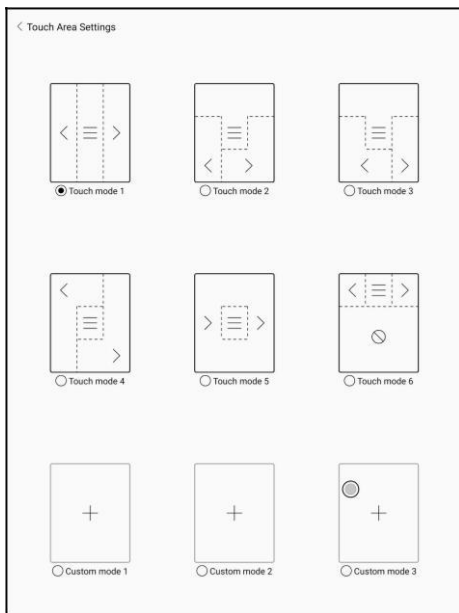 Touch Area Settings
Touch mode 1
Touch mode 2
Touch mode 3
Touch mode 4
Touch mode 5
Touch mode 6
Custom mode 1
Custom mode 2
Custom mode 3